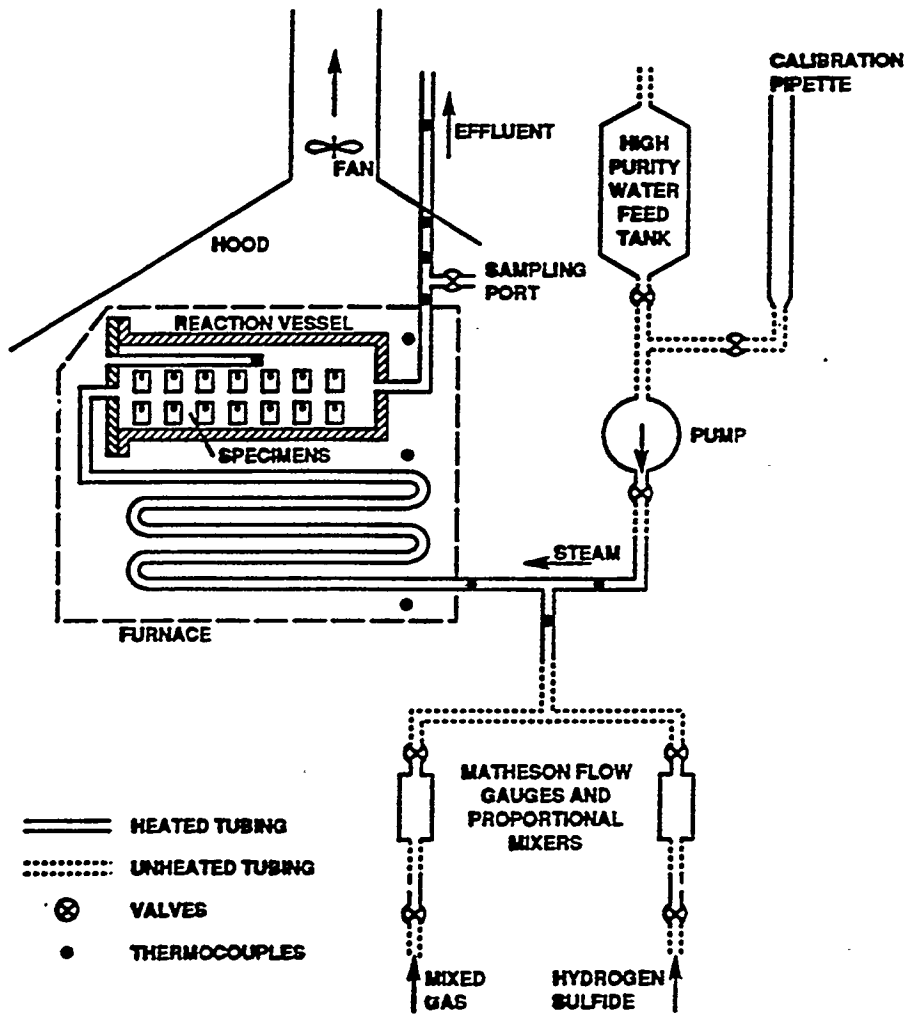 CALIBRATION
PIPETTE
EFFLUENT
FAN
HIGH
PURITY
WATER
FEED
TANK
HOOD
SAMPLING
PORT
REACTION VESSEL
SPECIMENS
PUMP
STEAM
FURNACE
MATHESON FLOW
GAUGES AND
PROPORTIONAL
MIXERS
HEATED TUBING
UNHEATED TUBING
VALVES
THERMOCOUPLES
MIXED
GAS
HYDROGEN
SULFIDE